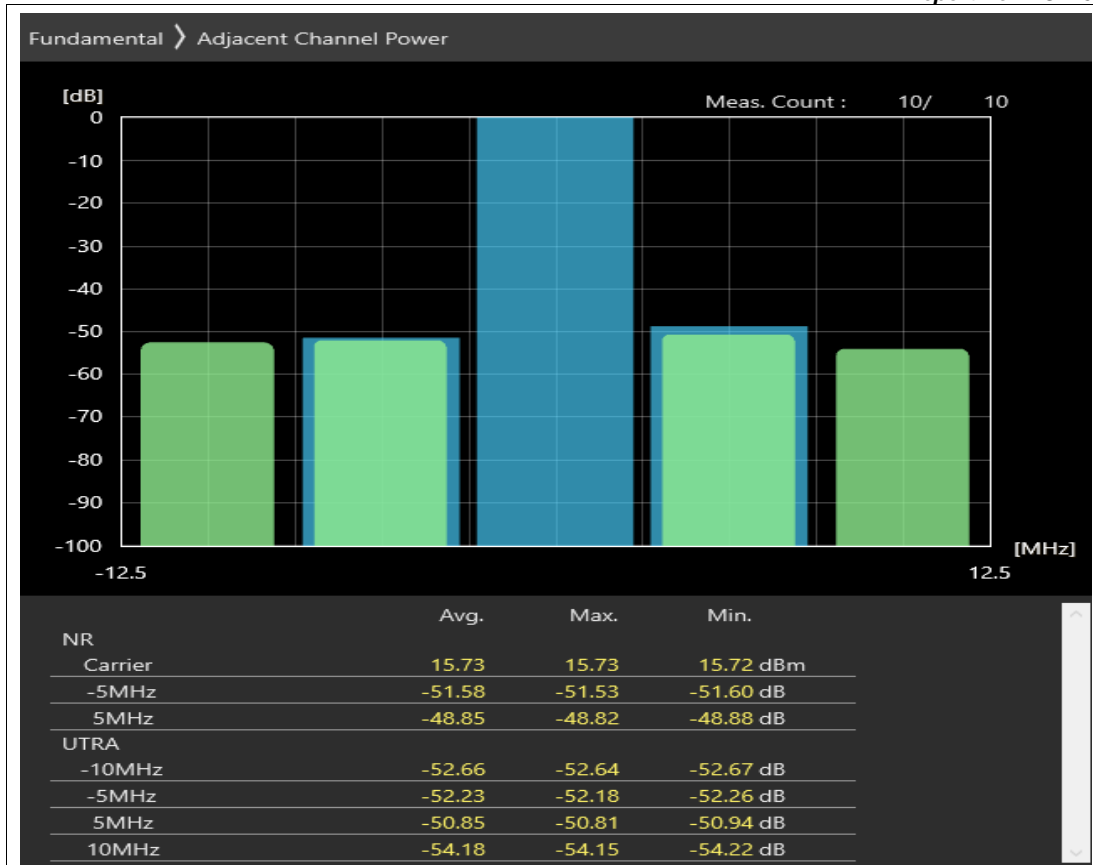 Fundamental ❭ Adjacent Channel Power
[dB]
Meas. Count : 10/ 10
0
-10
-20
-30
-40
-50
-60
-70
-80
-90
-100
[MHz]
-12.5 12.5
Avg. Max. Min.
NR
Carrier 15.73 15.73 15.72 dBm
-5MHz -51.58 -51.53 -51.60 dB
5MHz -48.85 -48.82 -48.88 dB
UTRA
-10MHz -52.66 -52.64 -52.67 dB
-5MHz -52.23 -52.18 -52.26 dB
5MHz -50.85 -50.81 -50.94 dB
10MHz -54.18 -54.15 -54.22 dB